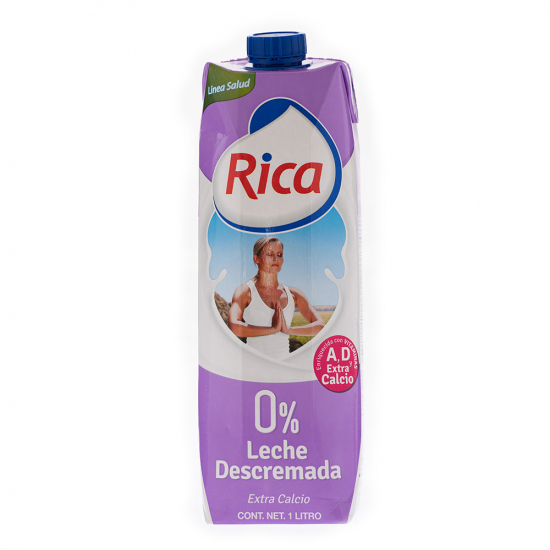 Línea Salud
Rica
Enriquecida con VITAMINAS
A, D
Extra
Calcio
0%
Leche
Descremada
Extra Calcio
CONT. NET. 1 LITRO